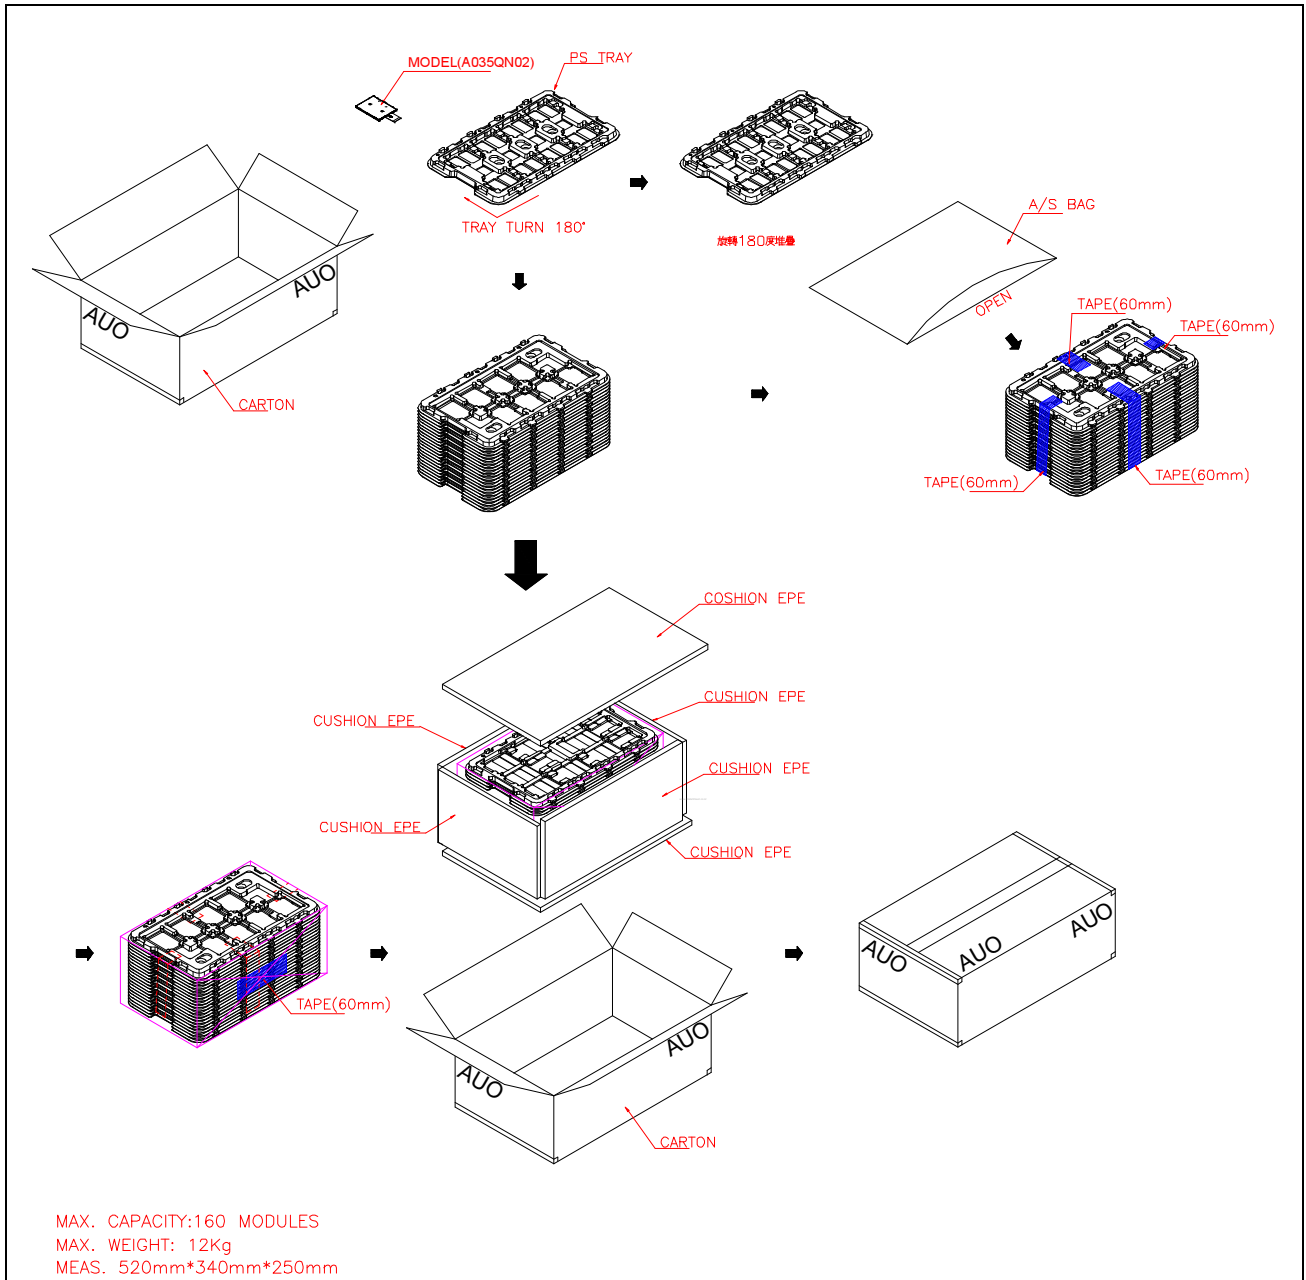 MODEL(A035QN02)
PS TRAY
TRAY TURN 180°
旋轉180度堆疊
A/S BAG
OPEN
AUO
AUO
CARTON
TAPE(60mm)
TAPE(60mm)
TAPE(60mm)
TAPE(60mm)
COSHION EPE
CUSHION EPE
CUSHION EPE
CUSHION EPE
CUSHION EPE
CUSHION EPE
TAPE(60mm)
AUO
AUO
CARTON
AUO
AUO
AUO
MAX. CAPACITY:160 MODULES
MAX. WEIGHT: 12Kg
MEAS. 520mm*340mm*250mm